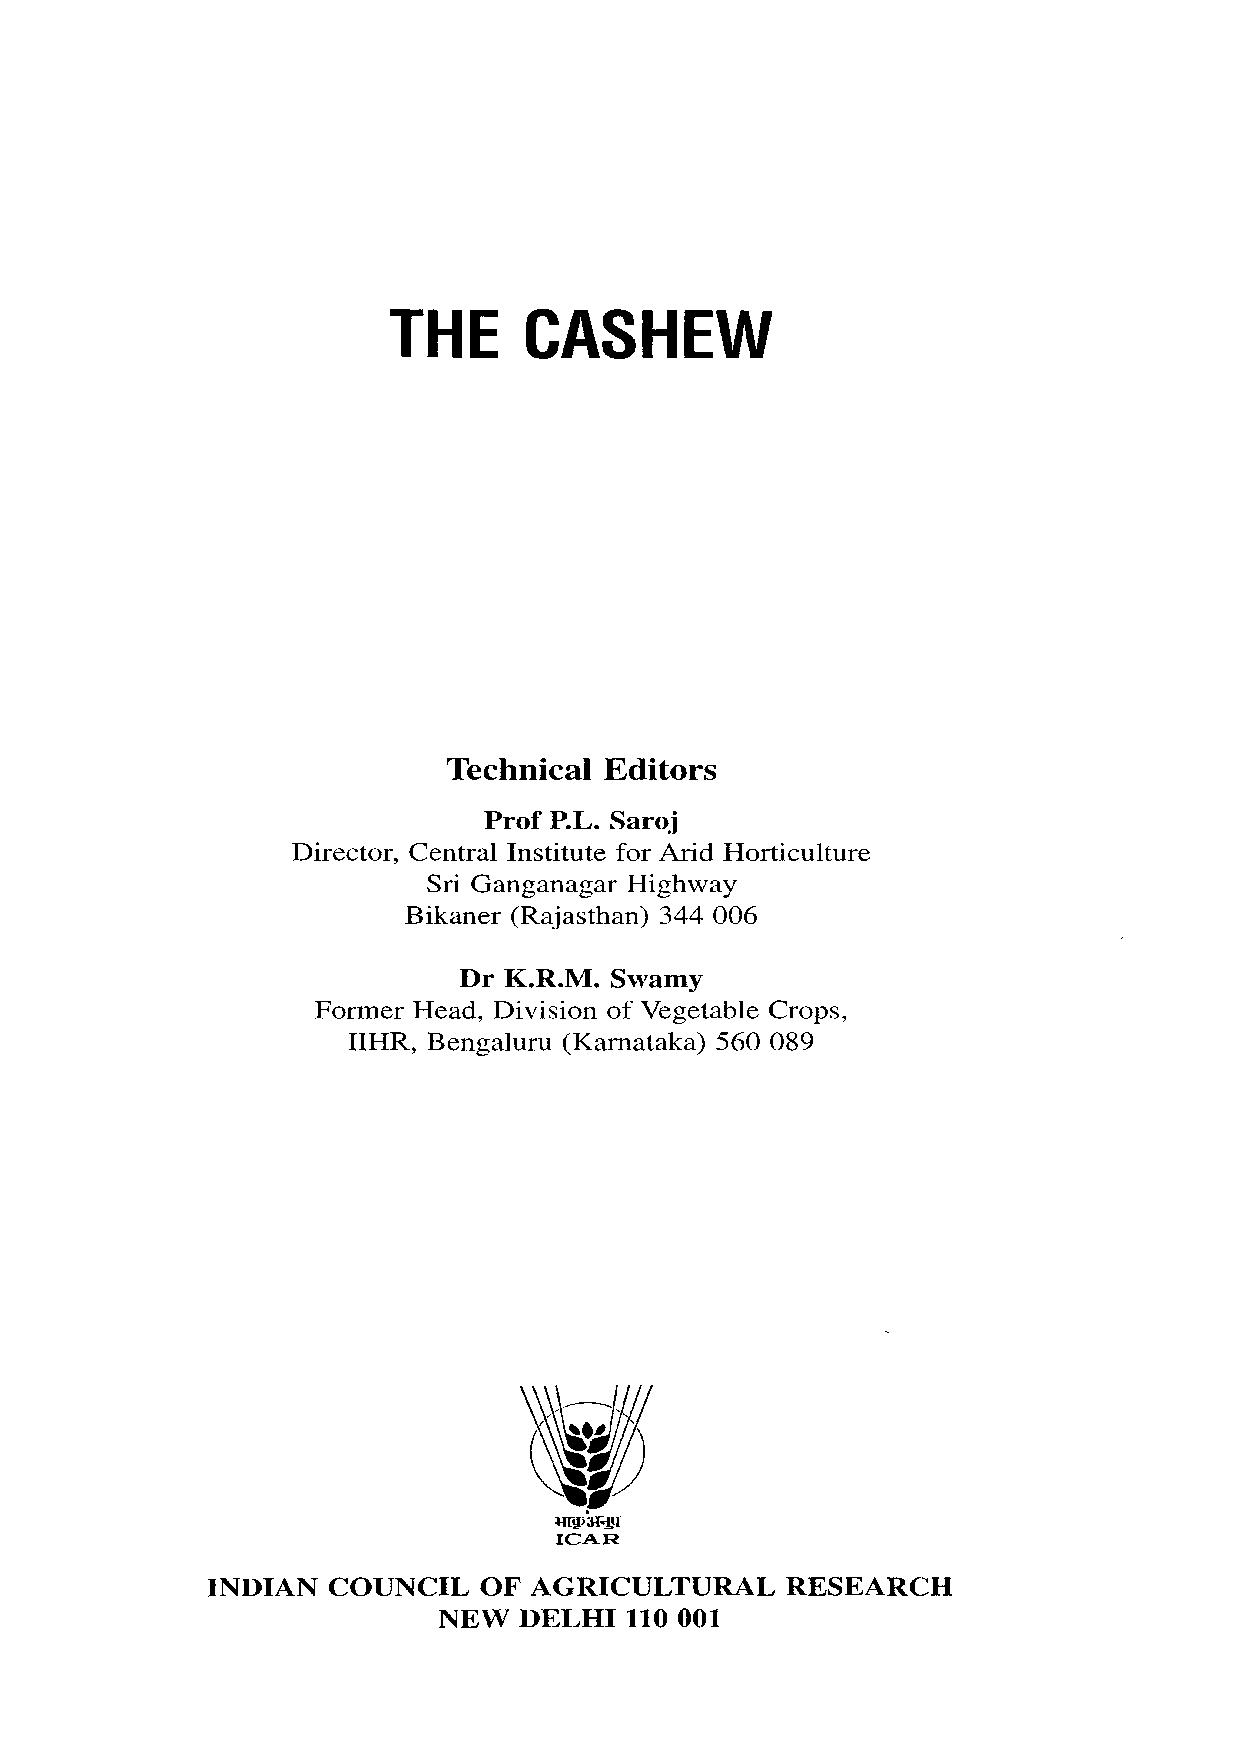 THE CASHEW
Technical Editors
Prof P.L. Saroj
Director, Central Institute for Arid Horticulture
Sri Ganganagar Highway
Bikaner (Rajasthan) 344 006
Dr K.R.M. Swamy
Former Head, Division of Vegetable Crops,
IIHR, Bengaluru (Karnataka) 560 089
भाकृअनुप
ICAR
INDIAN COUNCIL OF AGRICULTURAL RESEARCH
NEW DELHI 110 001